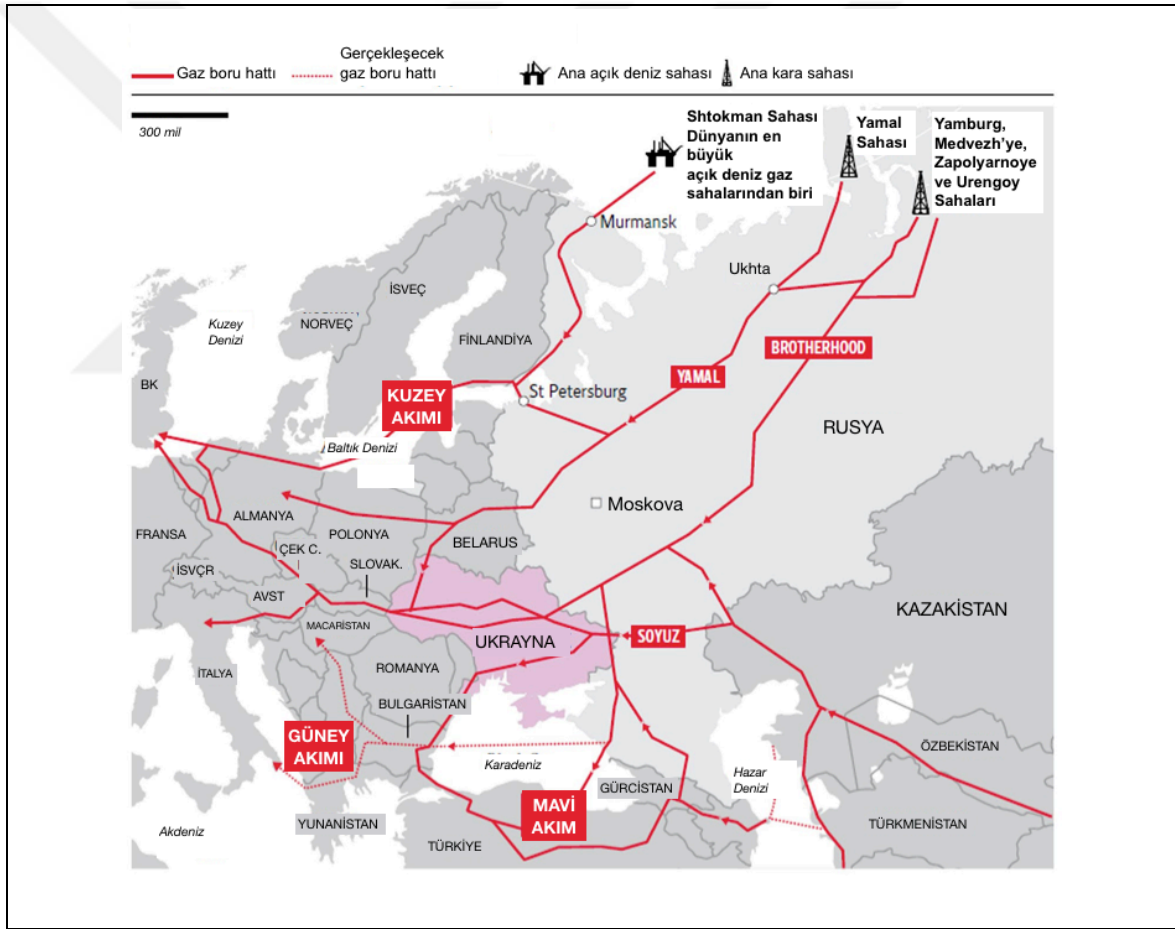 Gaz boru hattı
Gerçekleşecek
gaz boru hattı
Ana açık deniz sahası
Ana kara sahası
300 mil
Shtokman Sahası
Dünyanın en
büyük
açık deniz gaz
sahalarından biri
Yamal
Sahası
Yamburg,
Medvezh’ye,
Zapolyarnoye
ve Urengoy
Sahaları
Murmansk
Ukhta
İSVEÇ
Kuzey
Denizi
NORVEÇ
FİNLANDİYA
BROTHERHOOD
YAMAL
BK
KUZEY
AKIMI
St Petersburg
RUSYA
Baltık Denizi
Moskova
ALMANYA
POLONYA
BELARUS
FRANSA
ÇEK C.
SLOVAK.
İSVÇR
AVST
KAZAKİSTAN
MACARİSTAN
UKRAYNA
SOYUZ
İTALYA
ROMANYA
BULGARİSTAN
GÜNEY
AKIMI
ÖZBEKİSTAN
Karadeniz
Hazar
Denizi
GÜRCİSTAN
MAVİ
AKIM
Akdeniz
YUNANİSTAN
TÜRKİYE
TÜRKMENİSTAN